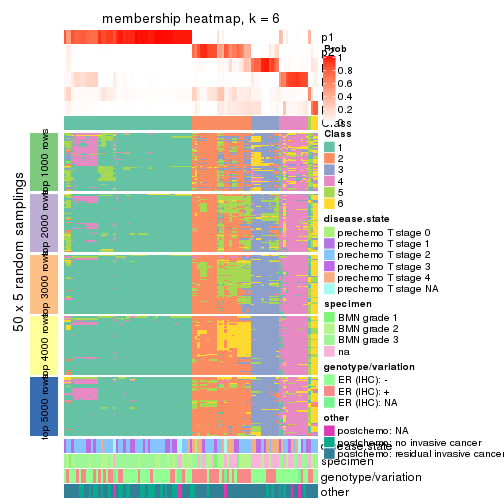 membership heatmap, k = 6
p1
p2
Prob
1
0.8
0.6
0.4
0.2
0
Class
Class
1
2
3
4
5
6
50 x 5 random samplings
top 1000 rows
top 2000 rows
top 3000 rows
top 4000 rows
top 5000 rows
disease.state
prechemo T stage 0
prechemo T stage 1
prechemo T stage 2
prechemo T stage 3
prechemo T stage 4
prechemo T stage NA
specimen
BMN grade 1
BMN grade 2
BMN grade 3
na
genotype/variation
ER (IHC): -
ER (IHC): +
ER (IHC): NA
other
postchemo: NA
postchemo: no invasive cancer
postchemo: residual invasive cancer
disease.state
specimen
genotype/variation
other